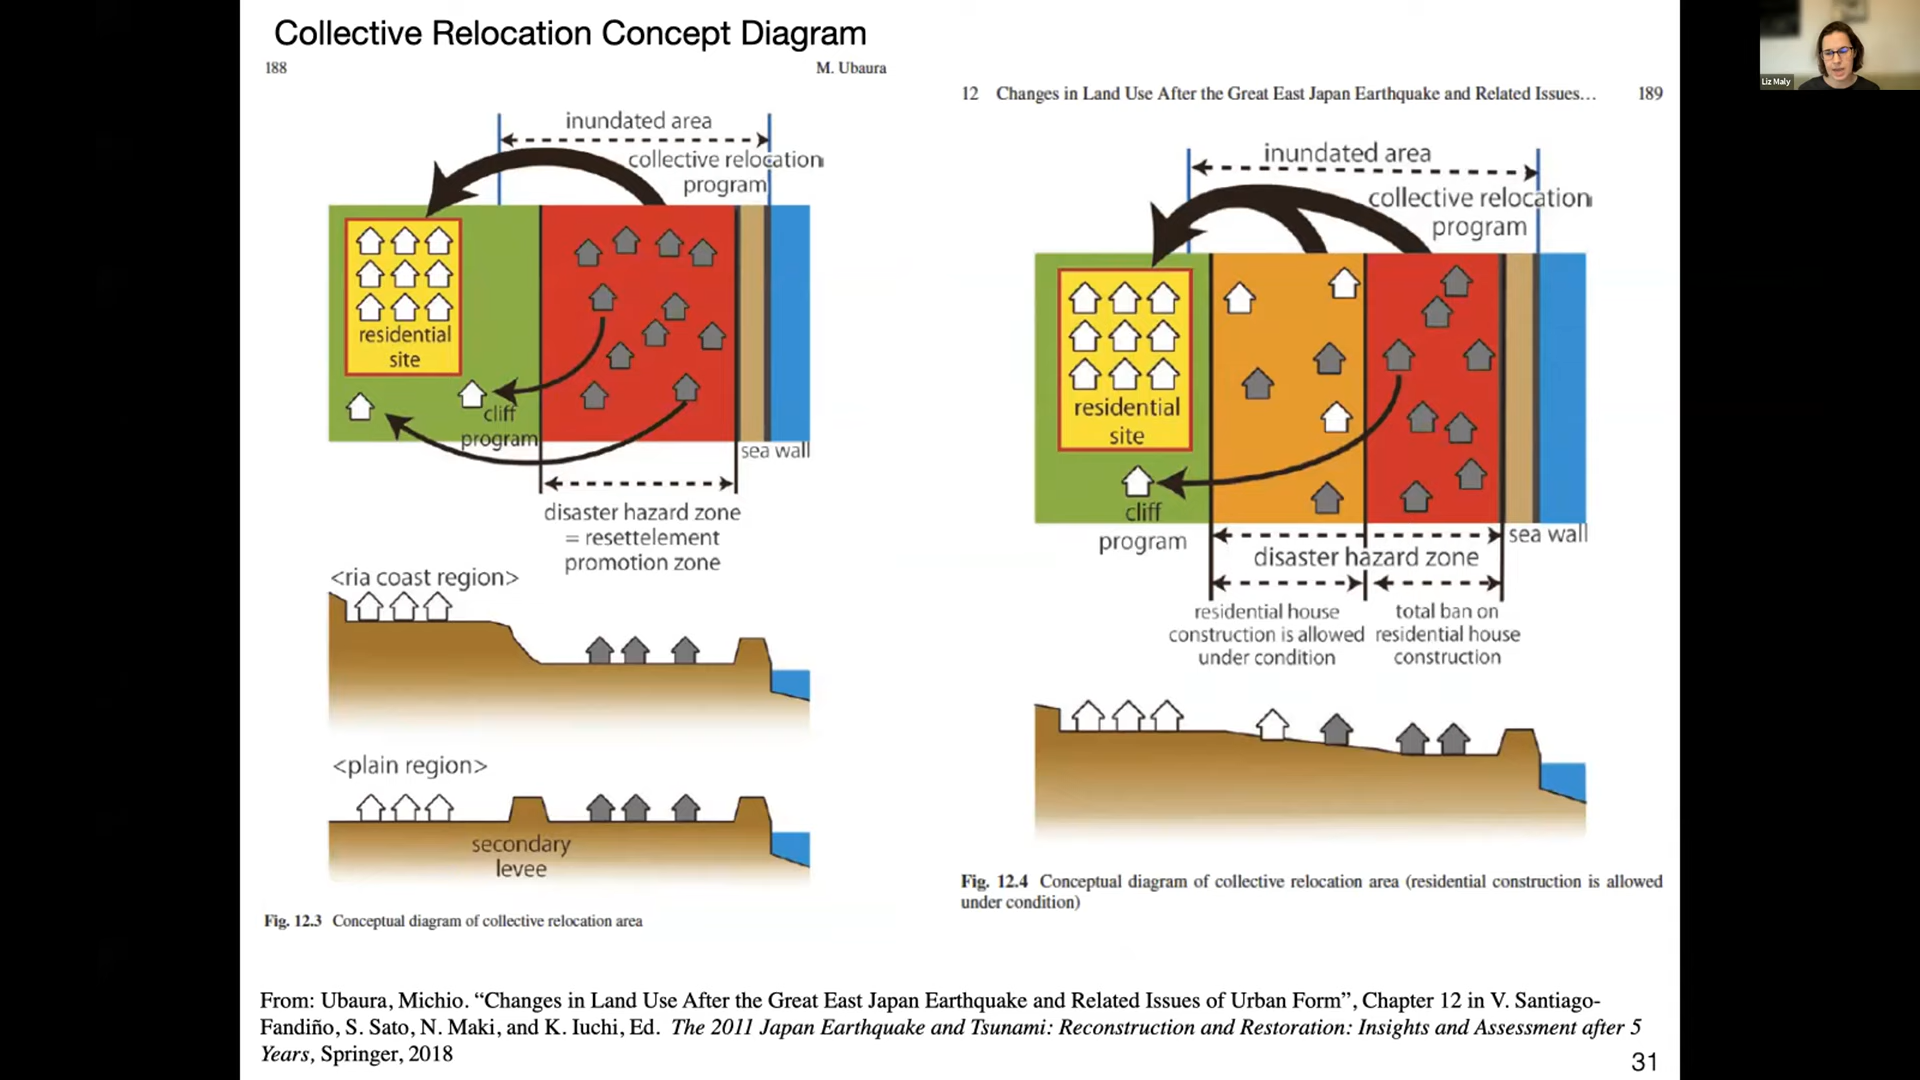 Collective Relocation Concept Diagram
188
M. Ubaura
inundated area
collective relocation
program
residential
site
cliff
program
sea wall
disaster hazard zone
= resettelement
promotion zone
<ria coast region>
<plain region>
secondary
levee
Fig. 12.3 Conceptual diagram of collective relocation area
12 Changes in Land Use After the Great East Japan Earthquake and Related Issues…
189
inundated area
collective relocation
program
residential
site
cliff
program
sea wall
disaster hazard zone
residential house
construction is allowed
under condition
total ban on
residential house
construction
Fig. 12.4 Conceptual diagram of collective relocation area (residential construction is allowed
under condition)
From: Ubaura, Michio. “Changes in Land Use After the Great East Japan Earthquake and Related Issues of Urban Form”, Chapter 12 in V. Santiago-
Fandiño, S. Sato, N. Maki, and K. Iuchi, Ed. The 2011 Japan Earthquake and Tsunami: Reconstruction and Restoration: Insights and Assessment after 5
Years, Springer, 2018
31
Liz Maly